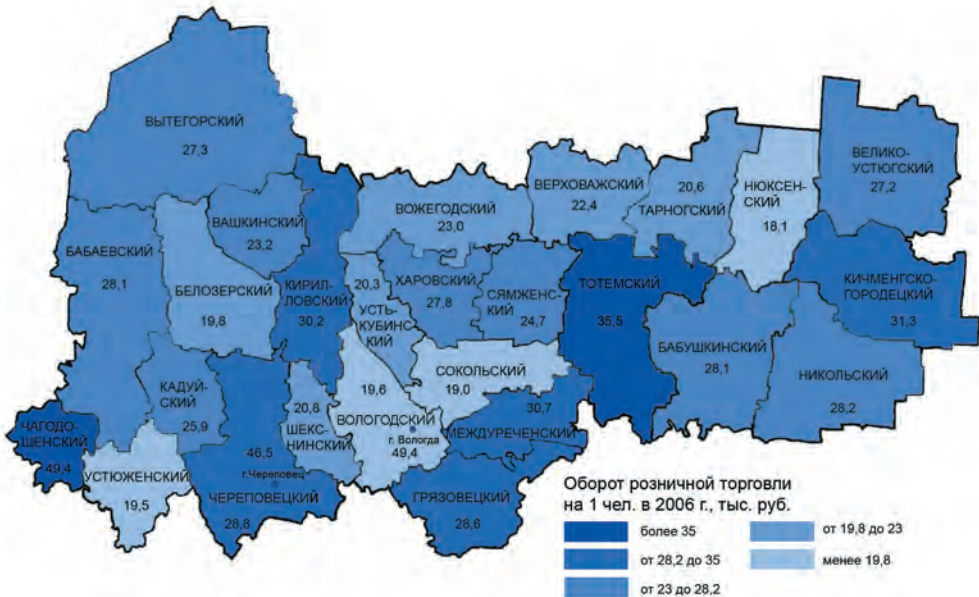 ВЫТЕГОРСКИЙ
27,3
ВЕРХОВАЖСКИЙ
22,4
20,6
ТАРНОГСКИЙ
НЮКСЕН-
СКИЙ
18,1
ВЕЛИКО-
УСТЮГСКИЙ
27,2
БАБАЕВСКИЙ
28,1
ВАШКИНСКИЙ
23,2
ВОЖЕГОДСКИЙ
23,0
БЕЛОЗЕРСКИЙ
19,8
КИРИЛ-
ЛОВСКИЙ
30,2
20,3
УСТЬ-
КУБИНС-
КИЙ
ХАРОВСКИЙ
27,8
СЯМЖЕН-
СКИЙ
24,7
ТОТЕМСКИЙ
35,5
КИЧМЕНГСКО-
ГОРОДЕЦКИЙ
31,3
БАБУШКИНСКИЙ
28,1
НИКОЛЬСКИЙ
28,2
КАДУЙ-
СКИЙ
25,9
19,6
ВОЛОГОДСКИЙ
г. Вологда
49,4
СОКОЛЬСКИЙ
19,0
20,8
ШЕКС-
НИНСКИЙ
30,7
МЕЖДУРЕЧЕНСКИЙ
ЧАГОДО-
ЩЕНСКИЙ
49,4
УСТЮЖЕНСКИЙ
19,5
46,5
г.Череповец
ЧЕРЕПОВЕЦКИЙ
28,8
ГРЯЗОВЕЦКИЙ
28,6
Оборот розничной торговли
на 1 чел. в 2006 г., тыс. руб.
более 35
от 28,2 до 35
от 23 до 28,2
от 19,8 до 23
менее 19,8